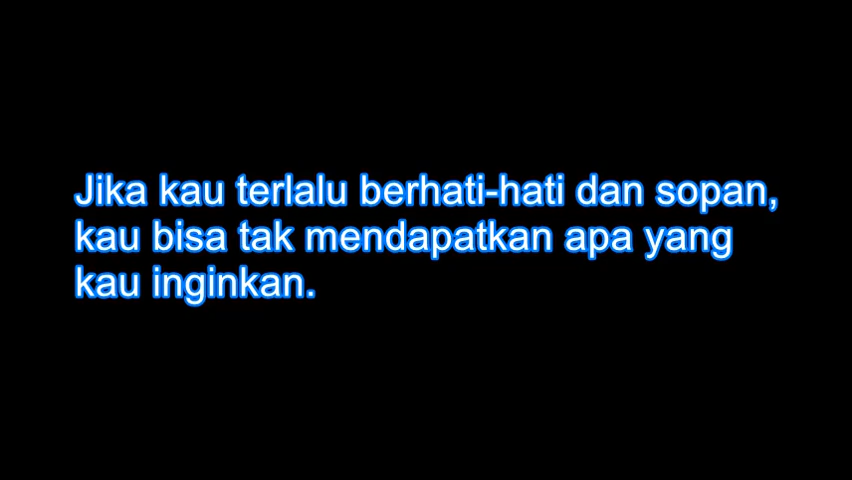 Jika kau terlalu berhati-hati dan sopan,
kau bisa tak mendapatkan apa yang
kau inginkan.